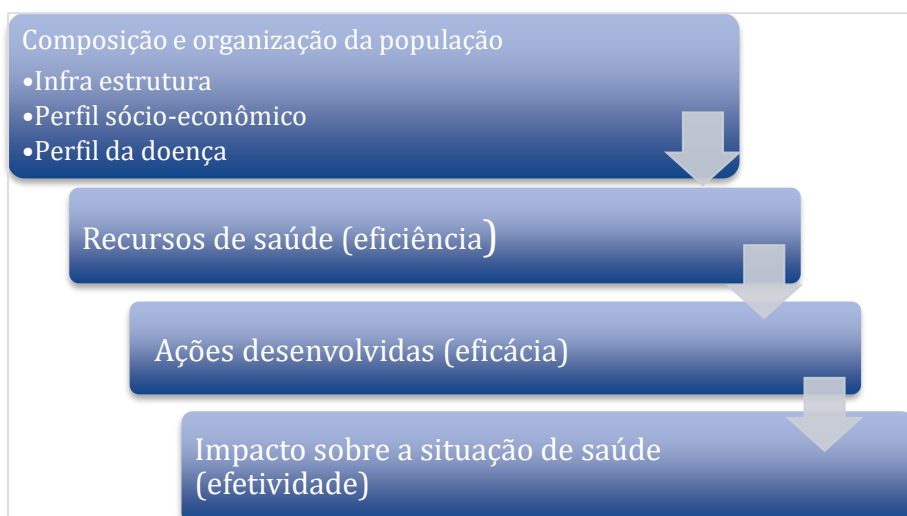 Composição e organização da população
•Infra estrutura
•Perfil sócio-econômico
•Perfil da doença
Recursos de saúde (eficiência)
Ações desenvolvidas (eficácia)
Impacto sobre a situação de saúde
(efetividade)